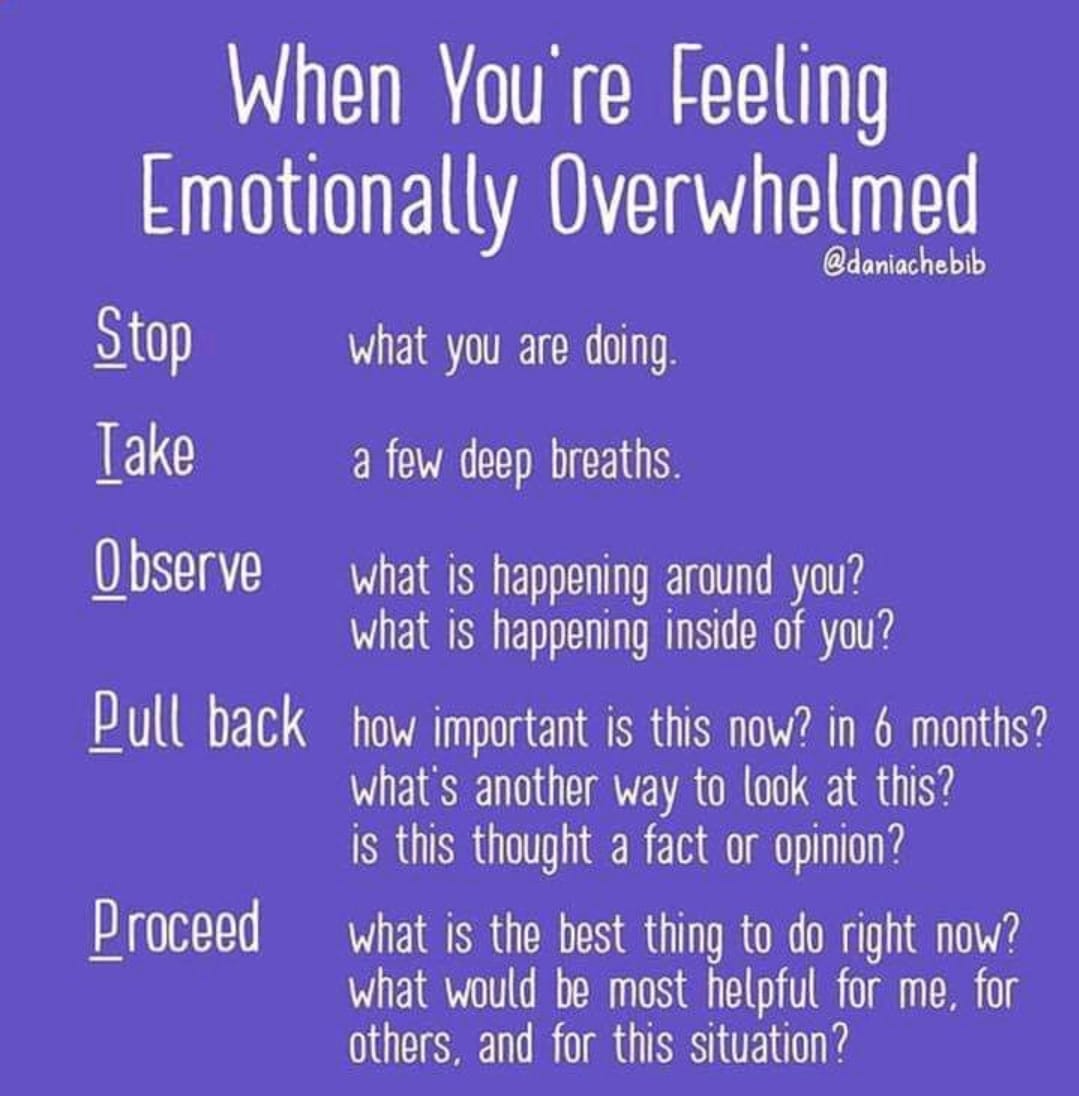 When You're Feeling
Emotionally Overwhelmed
@daniachebib
Stop what you are doing.
Take a few deep breaths.
Observe what is happening around you?
what is happening inside of you?
Pull back how important is this now? in 6 months?
what's another way to look at this?
is this thought a fact or opinion?
Proceed what is the best thing to do right now?
what would be most helpful for me, for
others, and for this situation?